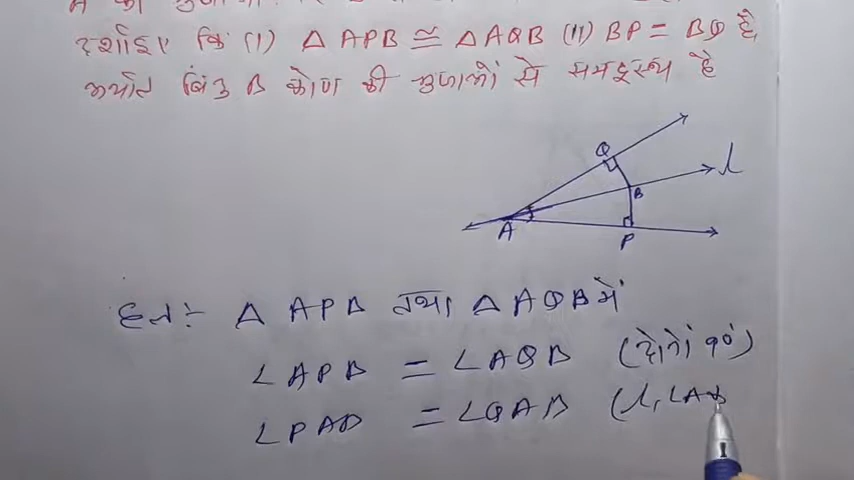 दर्शाइए कि (i) △ APB ≅ △ AQB (ii) BP = BQ है,
अर्थात बिंदु B कोण की भुजाओं से समदूरस्थ है
Q
l
B
A
P
हल:- △ APB तथा △ AQB में
∠APB = ∠AQB (दोनों 90°)
∠PAB = ∠QAB (l, ∠A